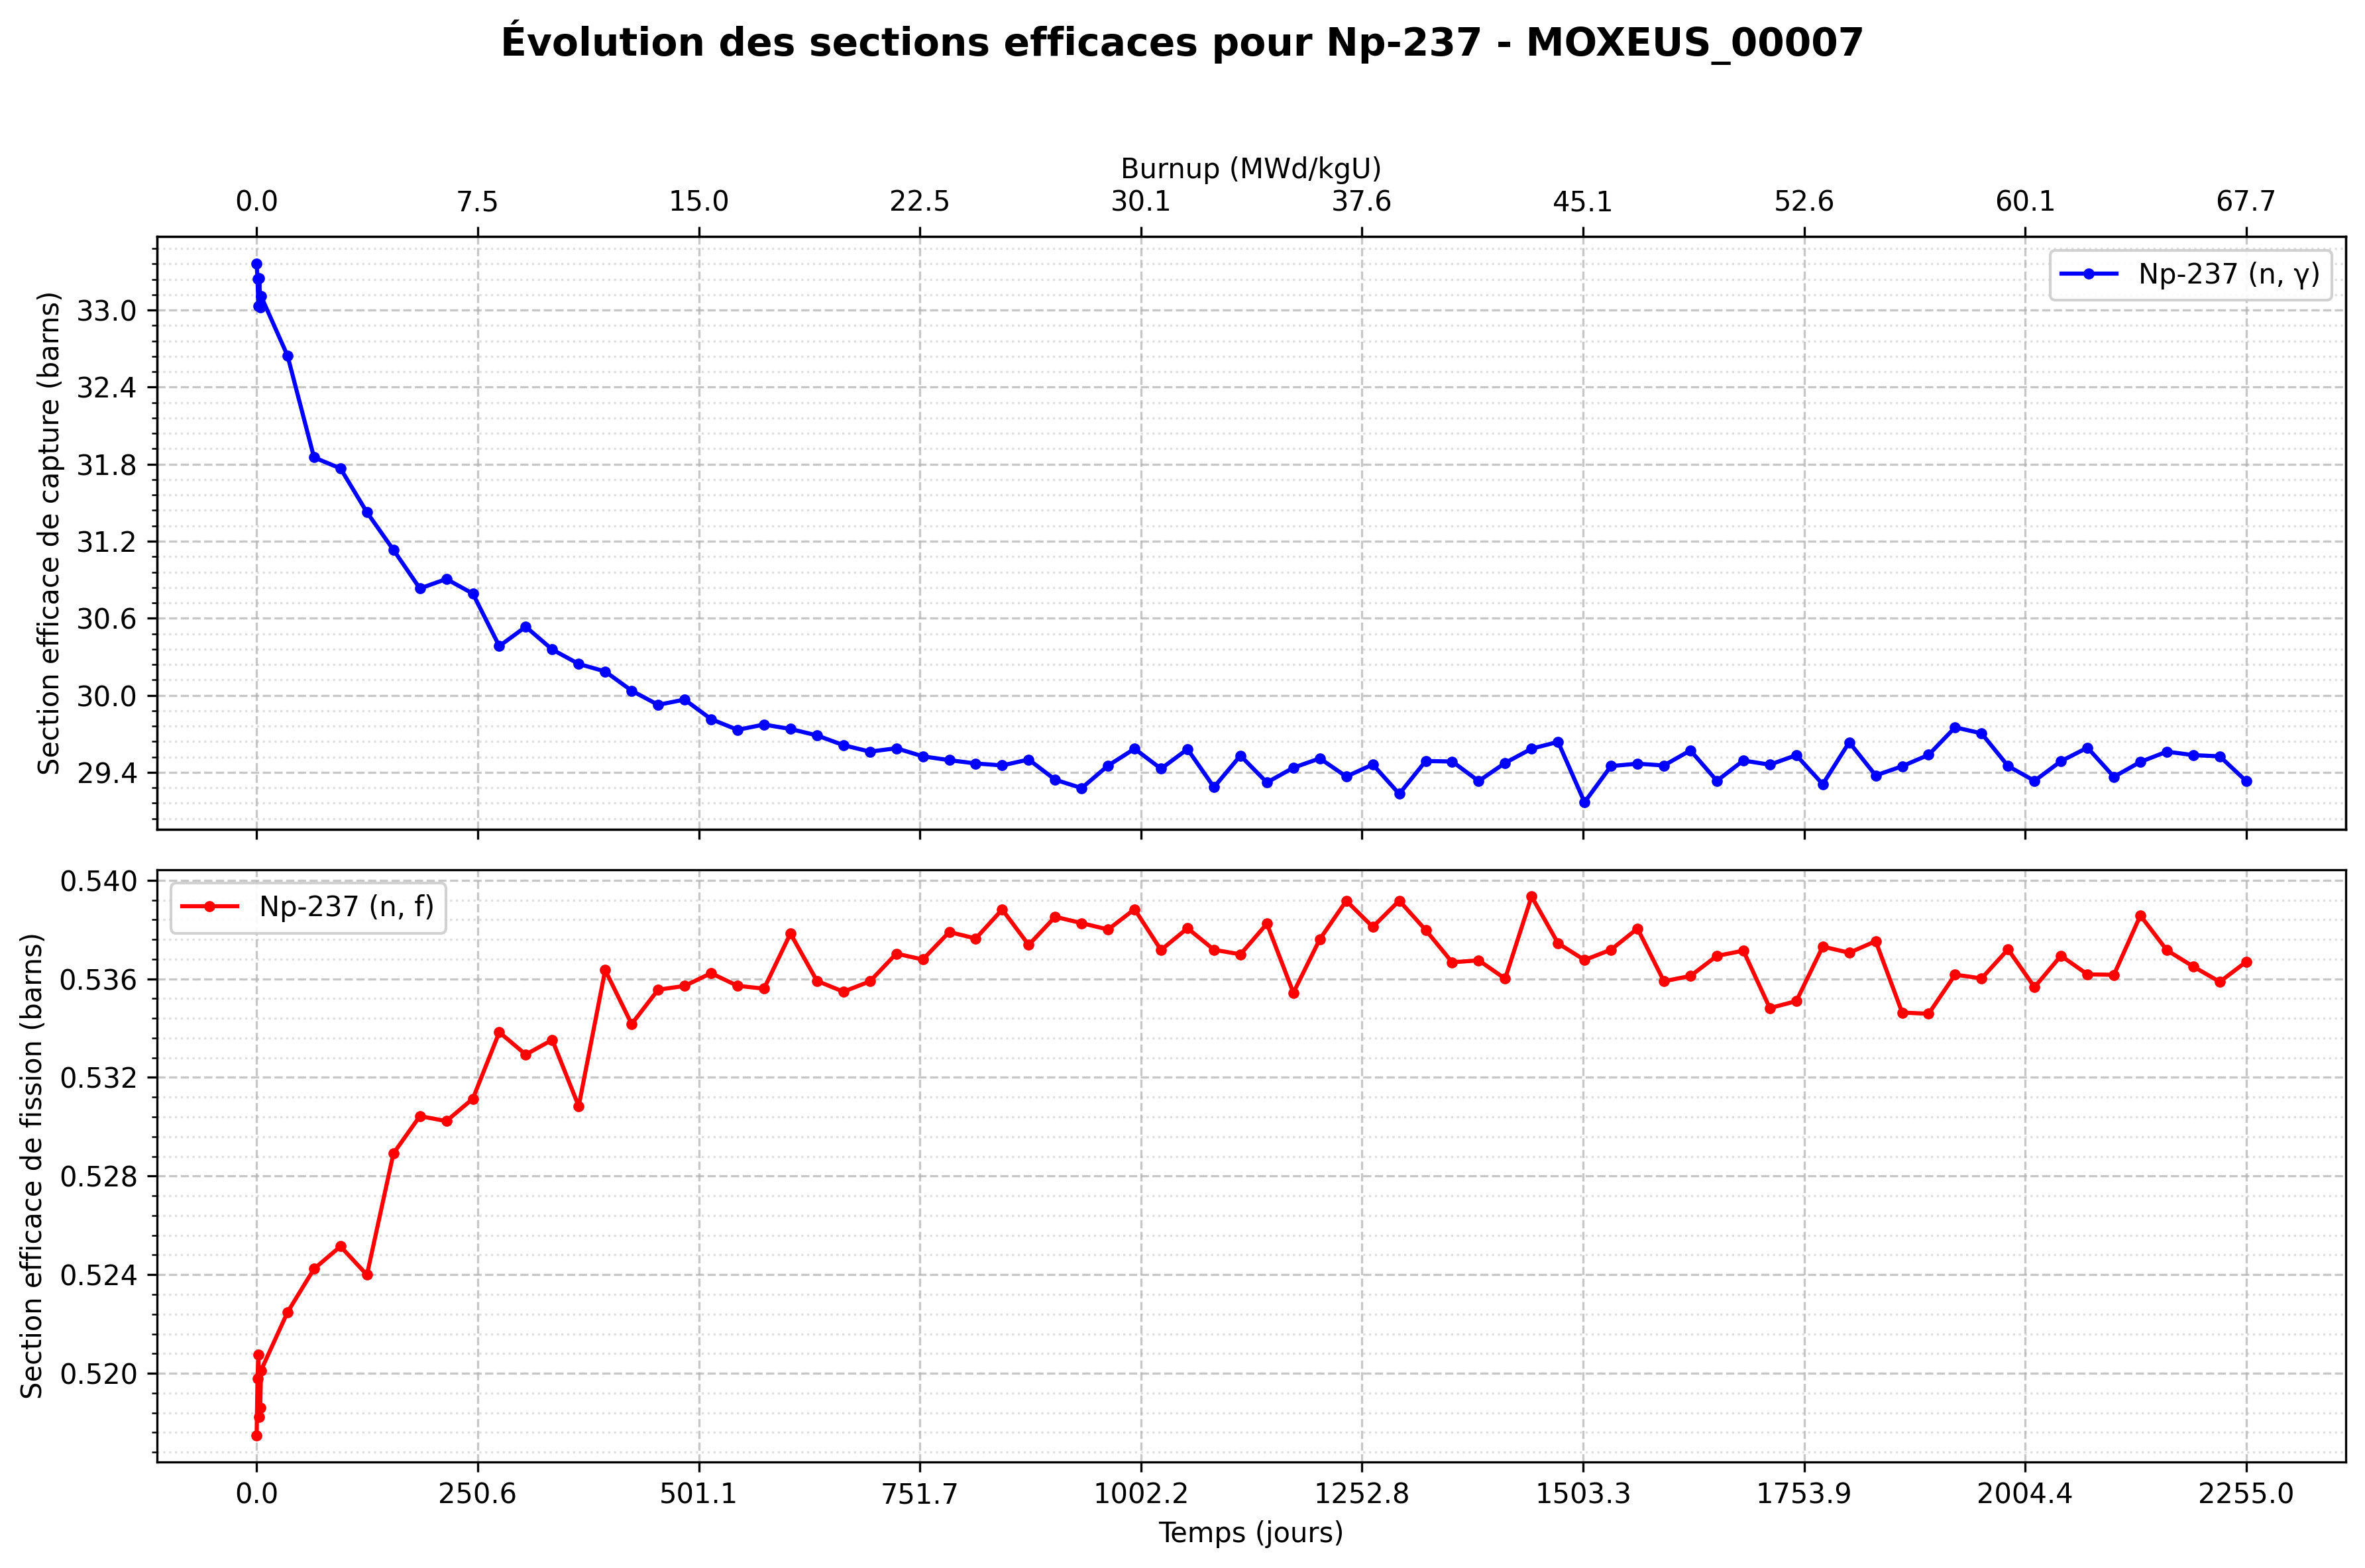 Évolution des sections efficaces pour Np-237 - MOXEUS_00007
Burnup (MWd/kgU)
0.0 7.5 15.0 22.5 30.1 37.6 45.1 52.6 60.1 67.7
Section efficace de capture (barns)
33.0
32.4
31.8
31.2
30.6
30.0
29.4
Np-237 (n, γ)
Section efficace de fission (barns)
0.540
0.536
0.532
0.528
0.524
0.520
Np-237 (n, f)
0.0 250.6 501.1 751.7 1002.2 1252.8 1503.3 1753.9 2004.4 2255.0
Temps (jours)